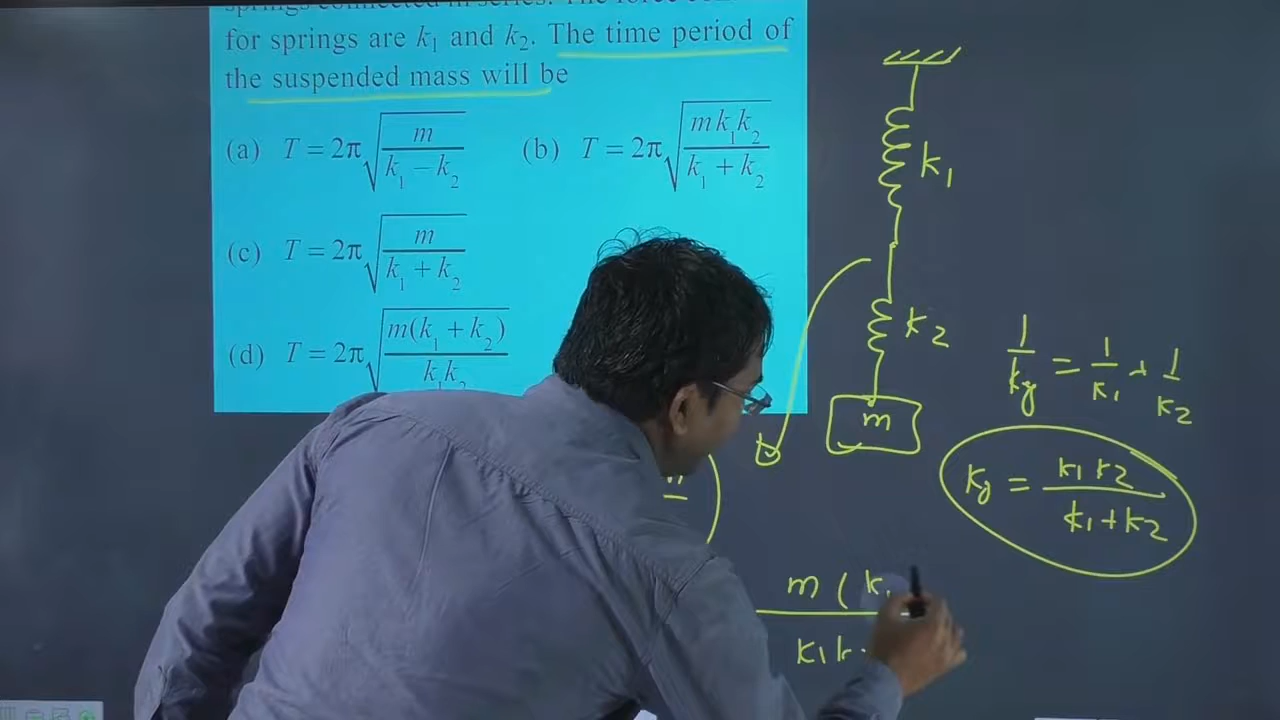 for springs are k₁ and k₂. The time period of
the suspended mass will be
(a) T = 2π√(m/(k₁ − k₂)) (b) T = 2π√(m k₁k₂/(k₁ + k₂))
(c) T = 2π√(m/(k₁ + k₂))
(d) T = 2π√(m(k₁ + k₂)/(k₁k₂))
k₁
k₂
m
1/ky = 1/k₁ + 1/k₂
ky = k₁k₂/(k₁+k₂)
m (k₁
k₁k